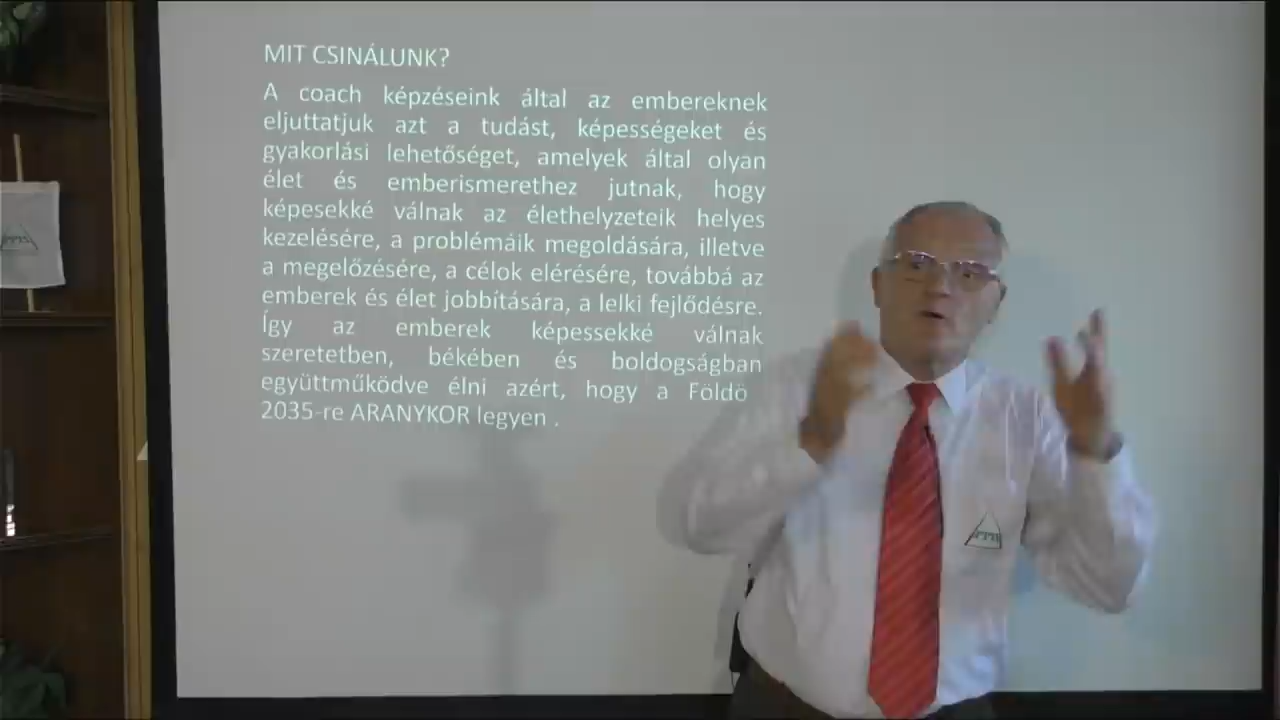 MIT CSINÁLUNK?
A coach képzéseink által az embereknek
eljuttatjuk azt a tudást, képességeket és
gyakorlási lehetőséget, amelyek által olyan
élet és emberismerethez jutnak, hogy
képesekké válnak az élethelyzeteik helyes
kezelésére, a problémáik megoldására, illetve
a megelőzésére, a célok elérésére, továbbá az
emberek és élet jobbítására, a lelki fejlődésre.
Így az emberek képessekké válnak
szeretetben, békében és boldogságban
együttműködve élni azért, hogy a Földö
2035-re ARANYKOR legyen .